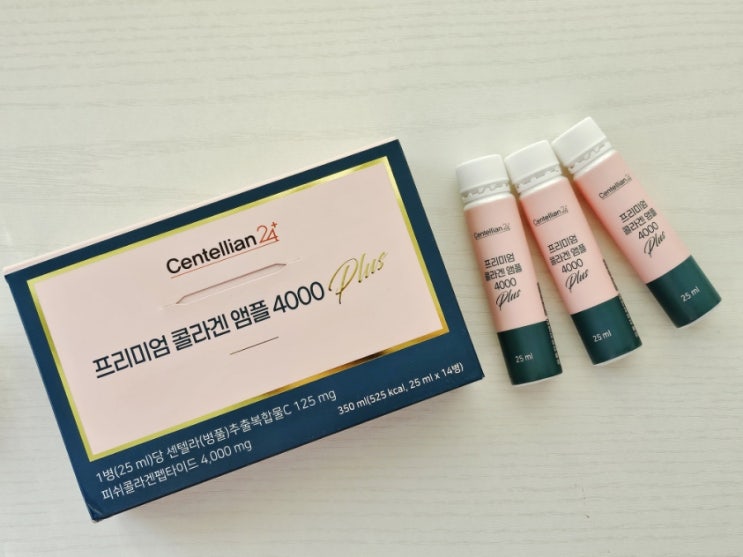 Centellian24+
프리미엄 콜라겐 앰플 4000 Plus
350 ml(525 kcal, 25 ml x 14병)
1병(25 ml)당 센텔라(병풀)추출복합물C 125 mg
피쉬콜라겐펩타이드 4,000 mg
Centellian24+
프리미엄
콜라겐 앰플
4000
Plus
25 ml
Centellian24+
프리미엄
콜라겐 앰플
4000
Plus
25 ml
Centellian24+
프리미엄
콜라겐 앰플
4000
Plus
25 ml